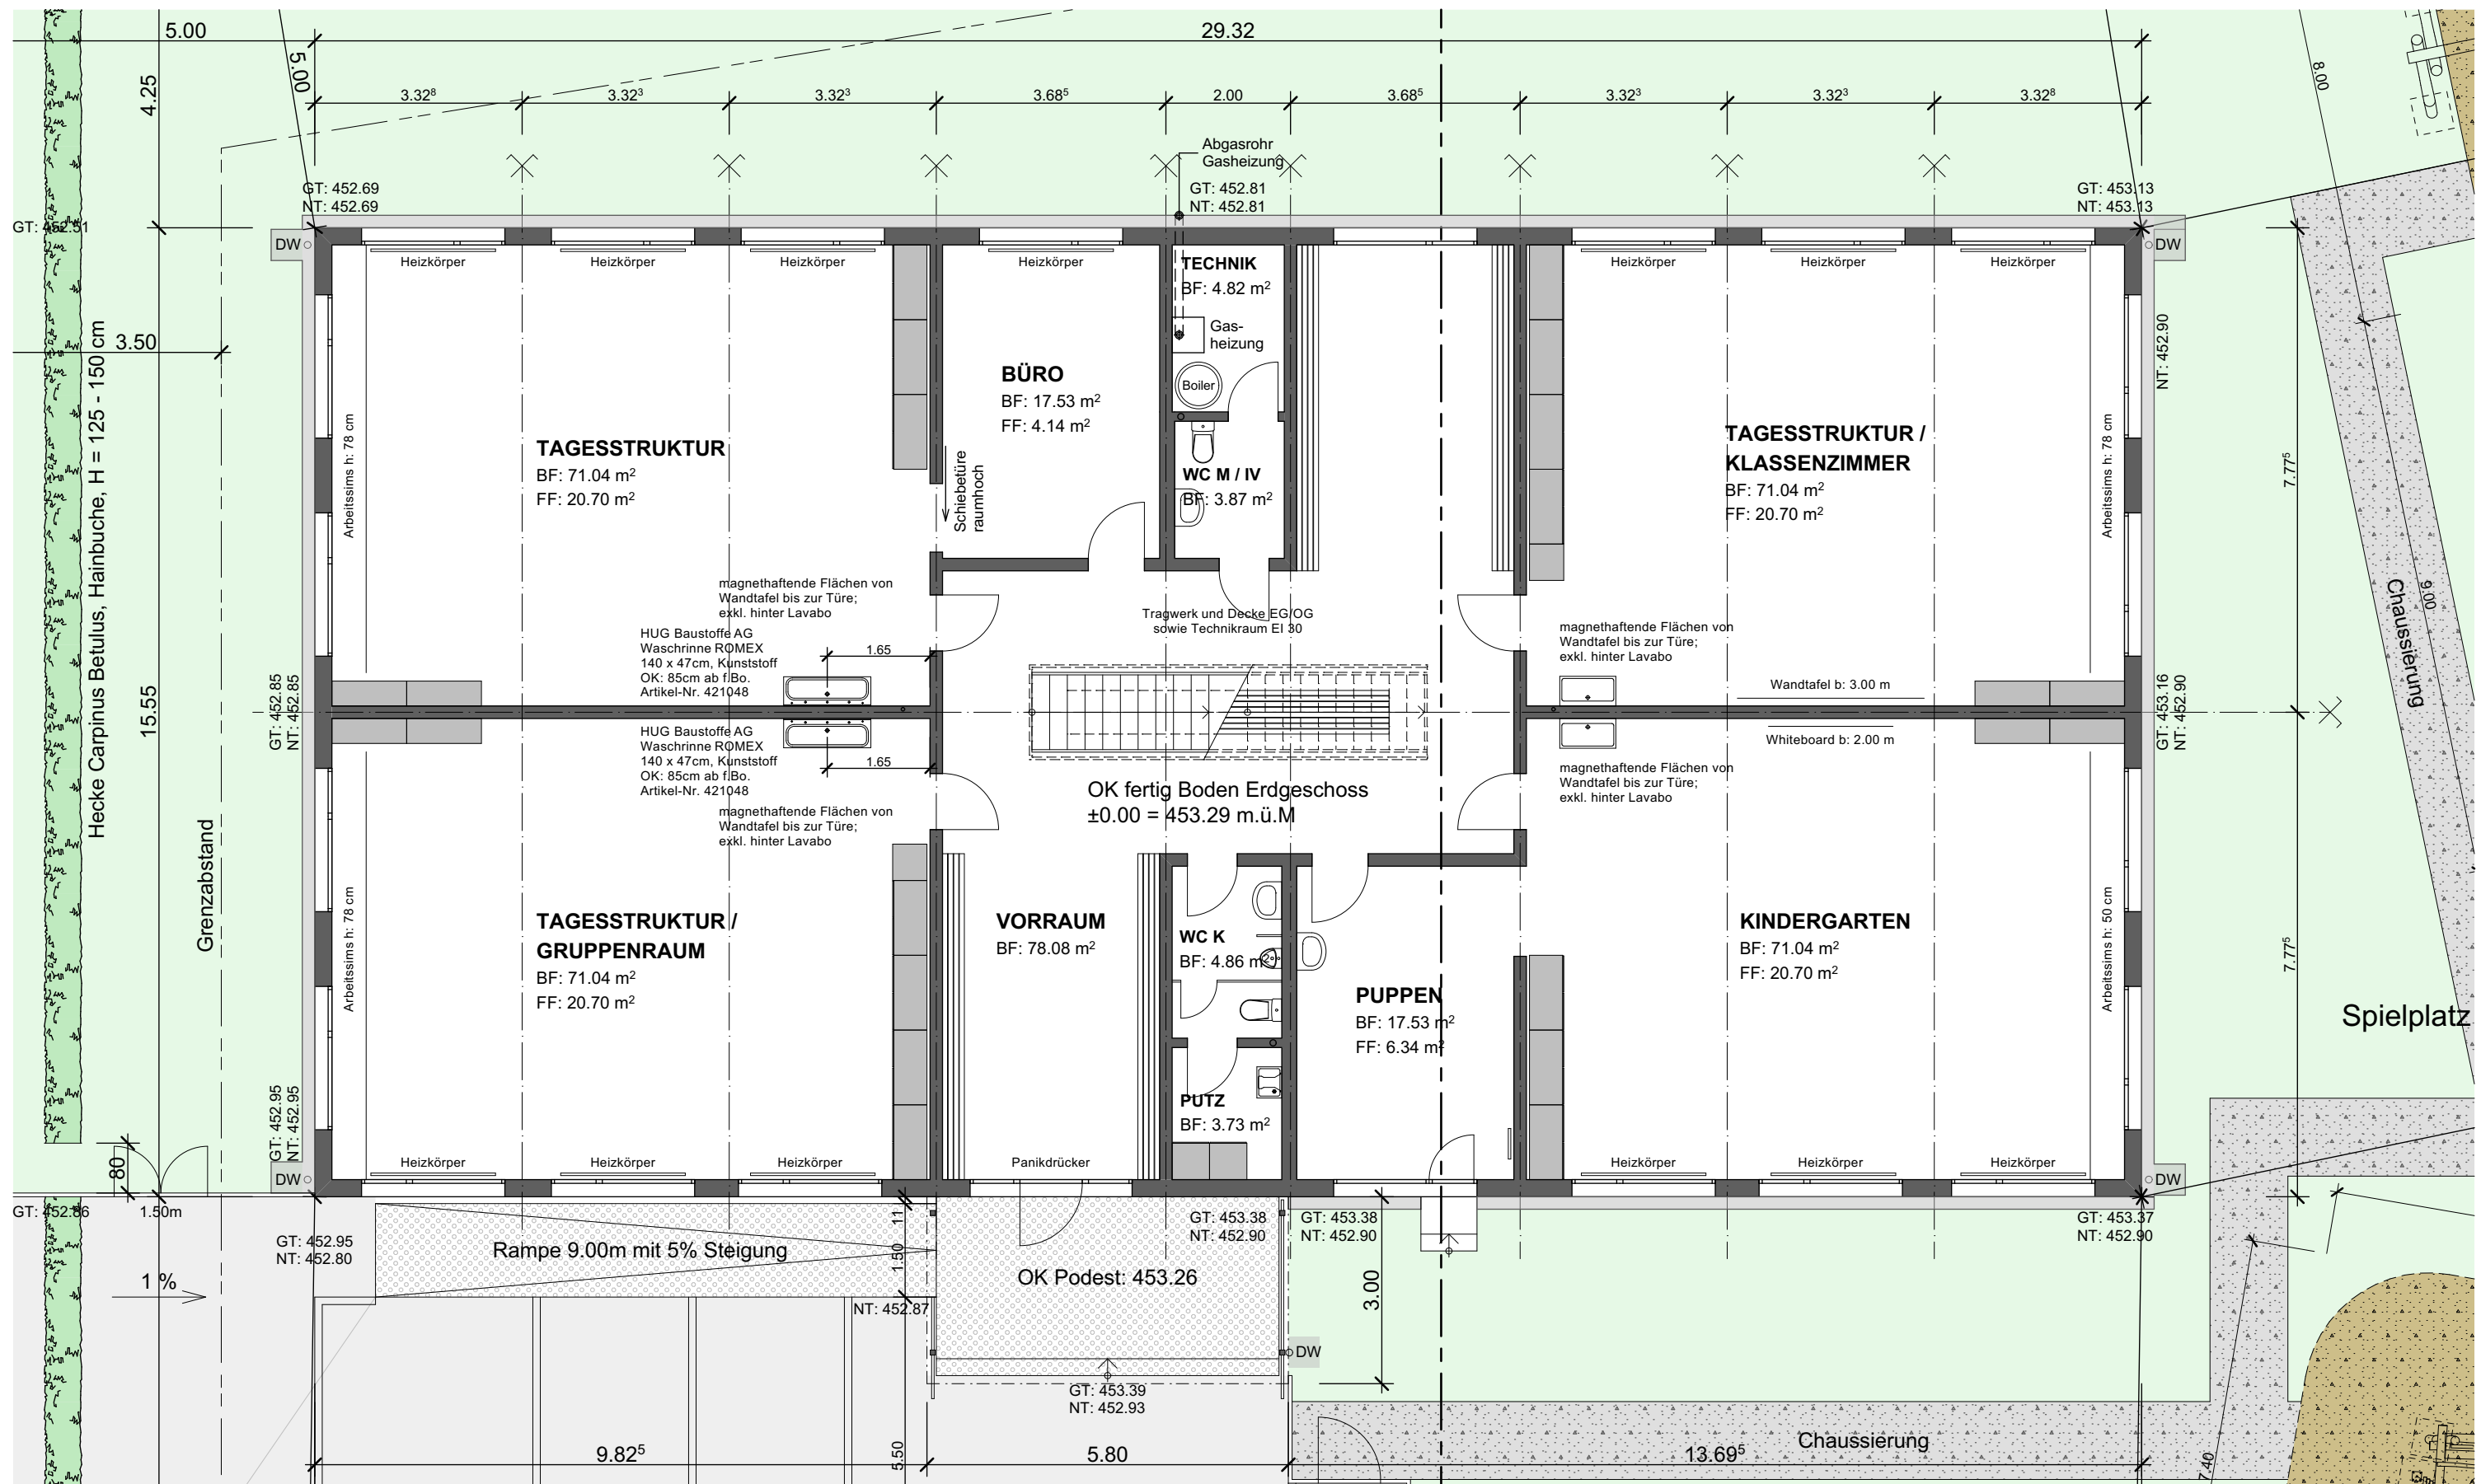 5.00
29.32
5.00
4.25
8.00
3.32⁸
3.32³
3.32³
3.68⁵
2.00
3.68⁵
3.32³
3.32³
3.32⁸
Abgasrohr
Gasheizung
GT: 452.69
NT: 452.69
GT: 452.81
NT: 452.81
GT: 453.13
NT: 453.13
GT: 452.51
DW
DW
Heizkörper
Heizkörper
Heizkörper
Heizkörper
Heizkörper
Heizkörper
Heizkörper
TECHNIK
BF: 4.82 m²
Gas-
heizung
Boiler
3.50
NT: 452.90
BÜRO
BF: 17.53 m²
FF: 4.14 m²
Hecke Carpinus Betulus, Hainbuche, H = 125 - 150 cm
Arbeitssims h: 78 cm
TAGESSTRUKTUR
BF: 71.04 m²
FF: 20.70 m²
Schiebetüre
raumhoch
WC M / IV
BF: 3.87 m²
TAGESSTRUKTUR /
KLASSENZIMMER
BF: 71.04 m²
FF: 20.70 m²
Arbeitssims h: 78 cm
7.77⁵
Chaussierung
9.00
magnethaftende Flächen von
Wandtafel bis zur Türe;
exkl. hinter Lavabo
Tragwerk und Decke EG/OG
sowie Technikraum EI 30
magnethaftende Flächen von
Wandtafel bis zur Türe;
exkl. hinter Lavabo
HUG Baustoffe AG
Waschrinne ROMEX
140 x 47cm, Kunststoff
OK: 85cm ab f.Bo.
Artikel-Nr. 421048
1.65
Wandtafel b: 3.00 m
15.55
GT: 452.85
NT: 452.85
GT: 453.16
NT: 452.90
HUG Baustoffe AG
Waschrinne ROMEX
140 x 47cm, Kunststoff
OK: 85cm ab f.Bo.
Artikel-Nr. 421048
1.65
Whiteboard b: 2.00 m
magnethaftende Flächen von
Wandtafel bis zur Türe;
exkl. hinter Lavabo
OK fertig Boden Erdgeschoss
±0.00 = 453.29 m.ü.M
magnethaftende Flächen von
Wandtafel bis zur Türe;
exkl. hinter Lavabo
Grenzabstand
Arbeitssims h: 78 cm
TAGESSTRUKTUR /
GRUPPENRAUM
BF: 71.04 m²
FF: 20.70 m²
VORRAUM
BF: 78.08 m²
WC K
BF: 4.86 m²
PUPPEN
BF: 17.53 m²
FF: 6.34 m²
KINDERGARTEN
BF: 71.04 m²
FF: 20.70 m²
Arbeitssims h: 50 cm
7.77⁵
Spielplatz
GT: 452.95
NT: 452.95
PUTZ
BF: 3.73 m²
80
Heizkörper
Heizkörper
Heizkörper
Panikdrücker
Heizkörper
Heizkörper
Heizkörper
DW
DW
GT: 452.86
1.50m
GT: 452.95
NT: 452.80
11
1.50
Rampe 9.00m mit 5% Steigung
GT: 453.38
NT: 452.90
GT: 453.38
NT: 452.90
GT: 453.37
NT: 452.90
1 %
OK Podest: 453.26
3.00
NT: 452.87
DW
GT: 453.39
NT: 452.93
9.82⁵
5.50
5.80
13.69⁵
Chaussierung
7.40